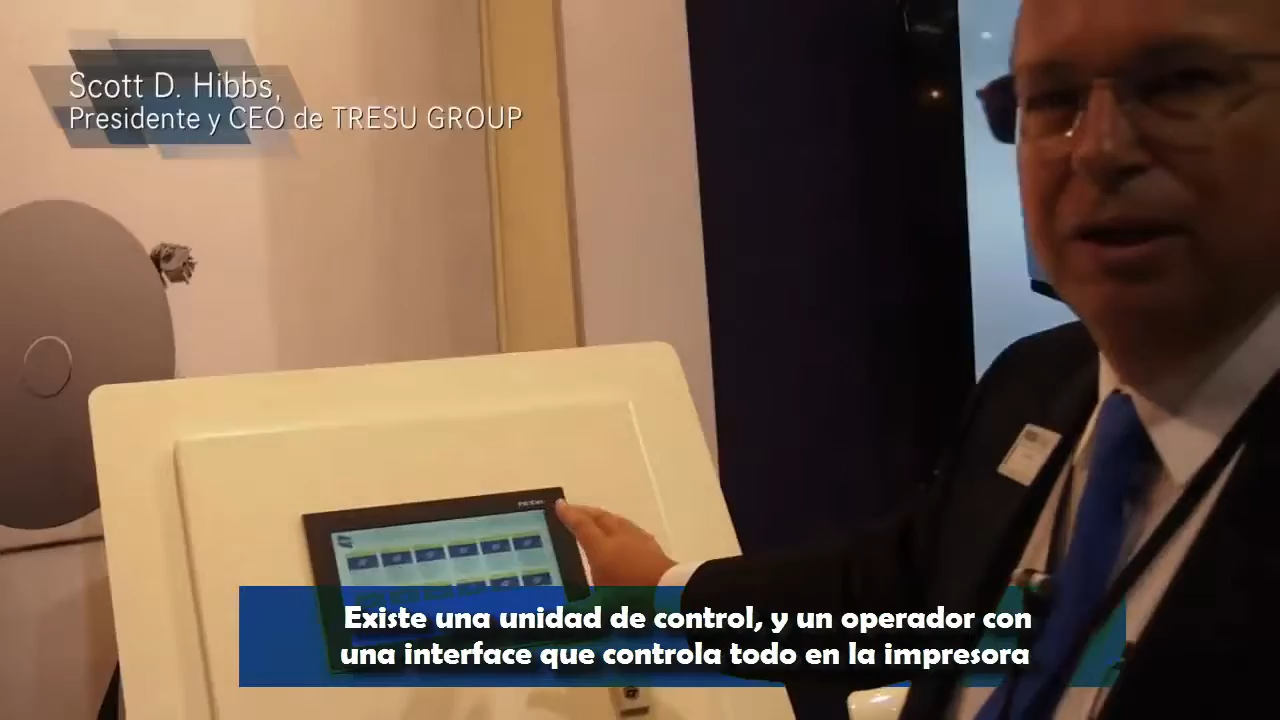 Scott D. Hibbs,
Presidente y CEO de TRESU GROUP
Existe una unidad de control, y un operador con
una interface que controla todo en la impresora